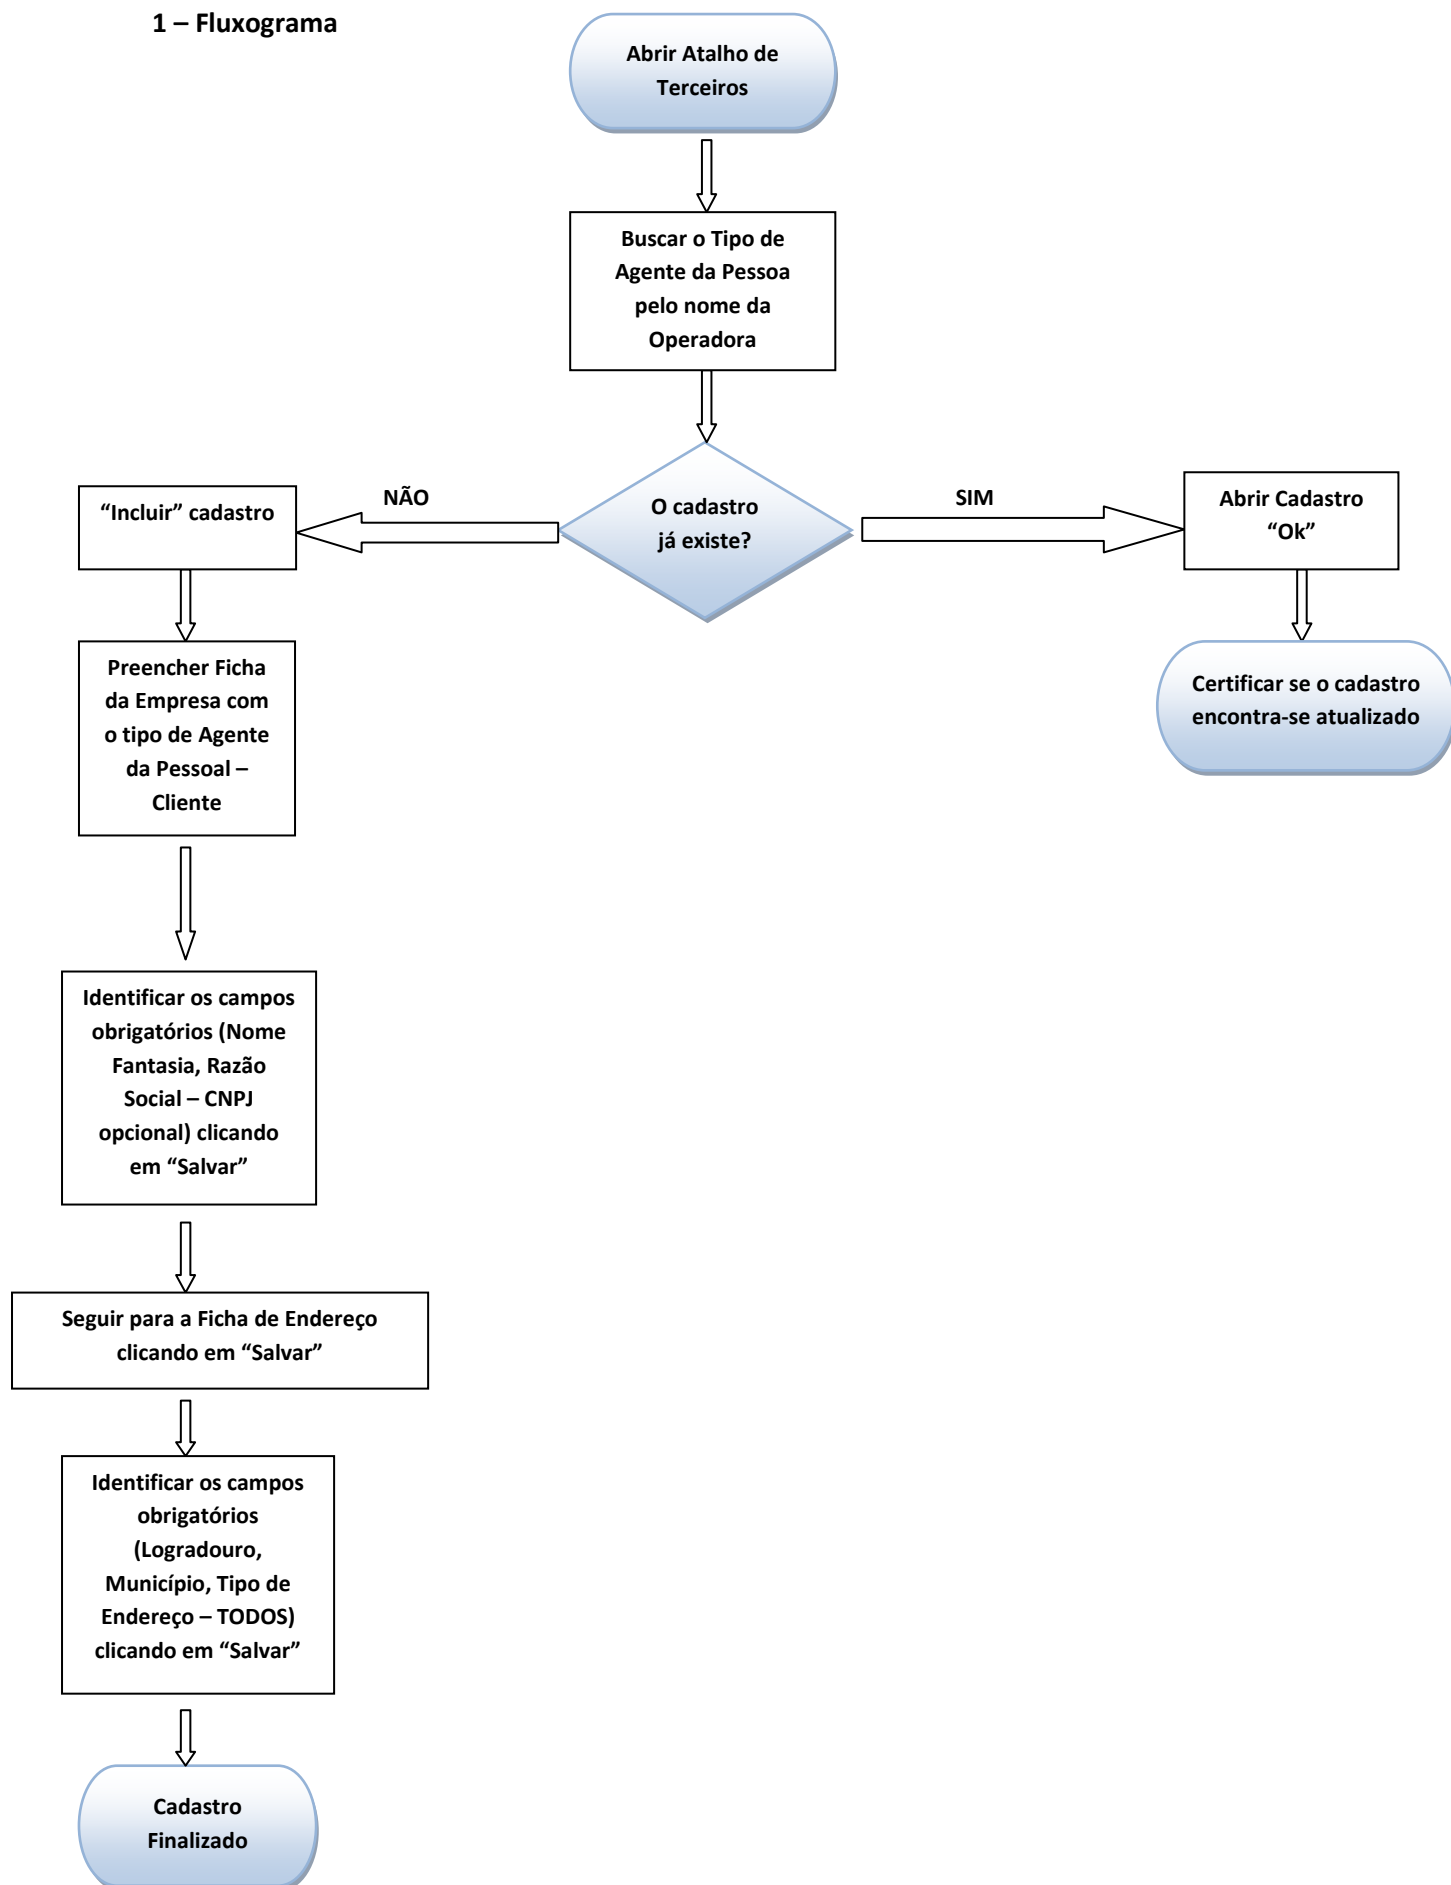 1 – Fluxograma
Abrir Atalho de
Terceiros
Buscar o Tipo de
Agente da Pessoa
pelo nome da
Operadora
O cadastro
já existe?
NÃO
SIM
“Incluir” cadastro
Abrir Cadastro
“Ok”
Certificar se o cadastro
encontra-se atualizado
Preencher Ficha
da Empresa com
o tipo de Agente
da Pessoal –
Cliente
Identificar os campos
obrigatórios (Nome
Fantasia, Razão
Social – CNPJ
opcional) clicando
em “Salvar”
Seguir para a Ficha de Endereço
clicando em “Salvar”
Identificar os campos
obrigatórios
(Logradouro,
Município, Tipo de
Endereço – TODOS)
clicando em “Salvar”
Cadastro
Finalizado